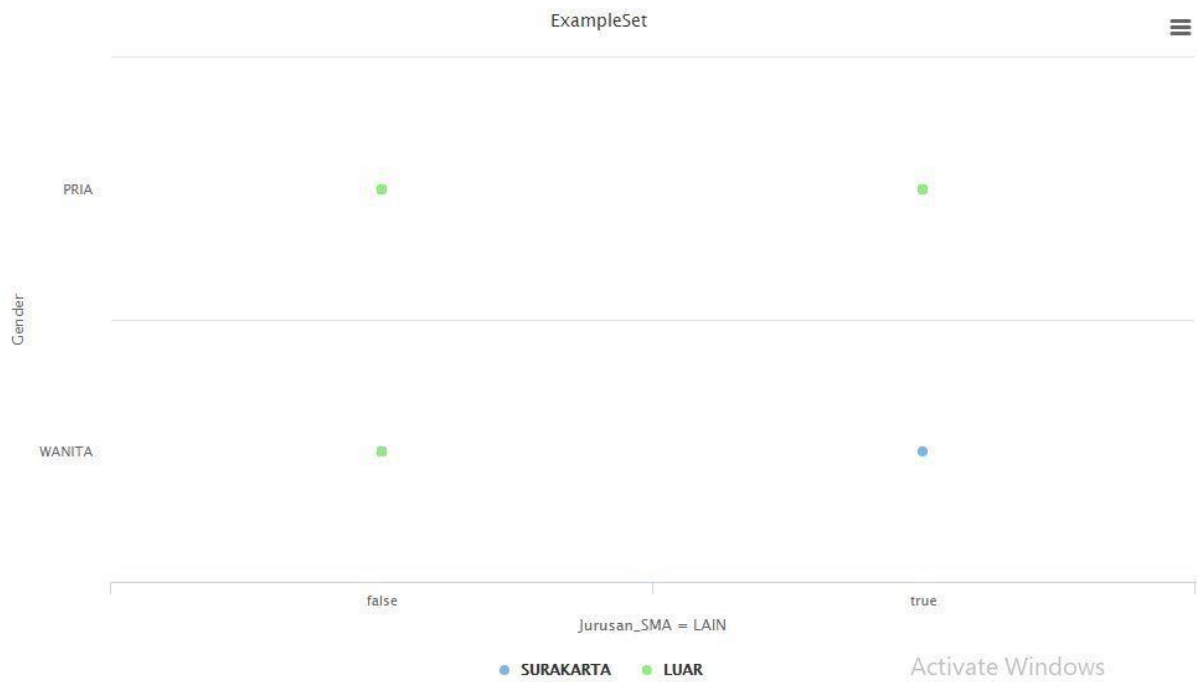 ExampleSet
PRIA
Gender
WANITA
false true
Jurusan_SMA = LAIN
SURAKARTA LUAR
Activate Windows